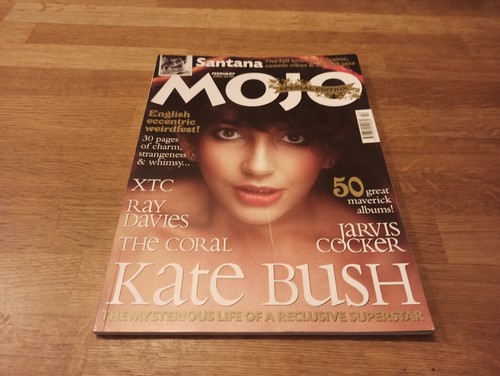 Santana
FEBRUARY
MOJO
SPECIAL EDITION
English
eccentric
weirdfest!
30 pages
of charm,
strangeness
& whimsy...
XTC
RAY
DAVIES
THE CORAL
50 great
maverick
albums!
JARVIS
COCKER
KATE BUSH
THE MYSTERIOUS LIFE OF A RECLUSIVE SUPERSTAR